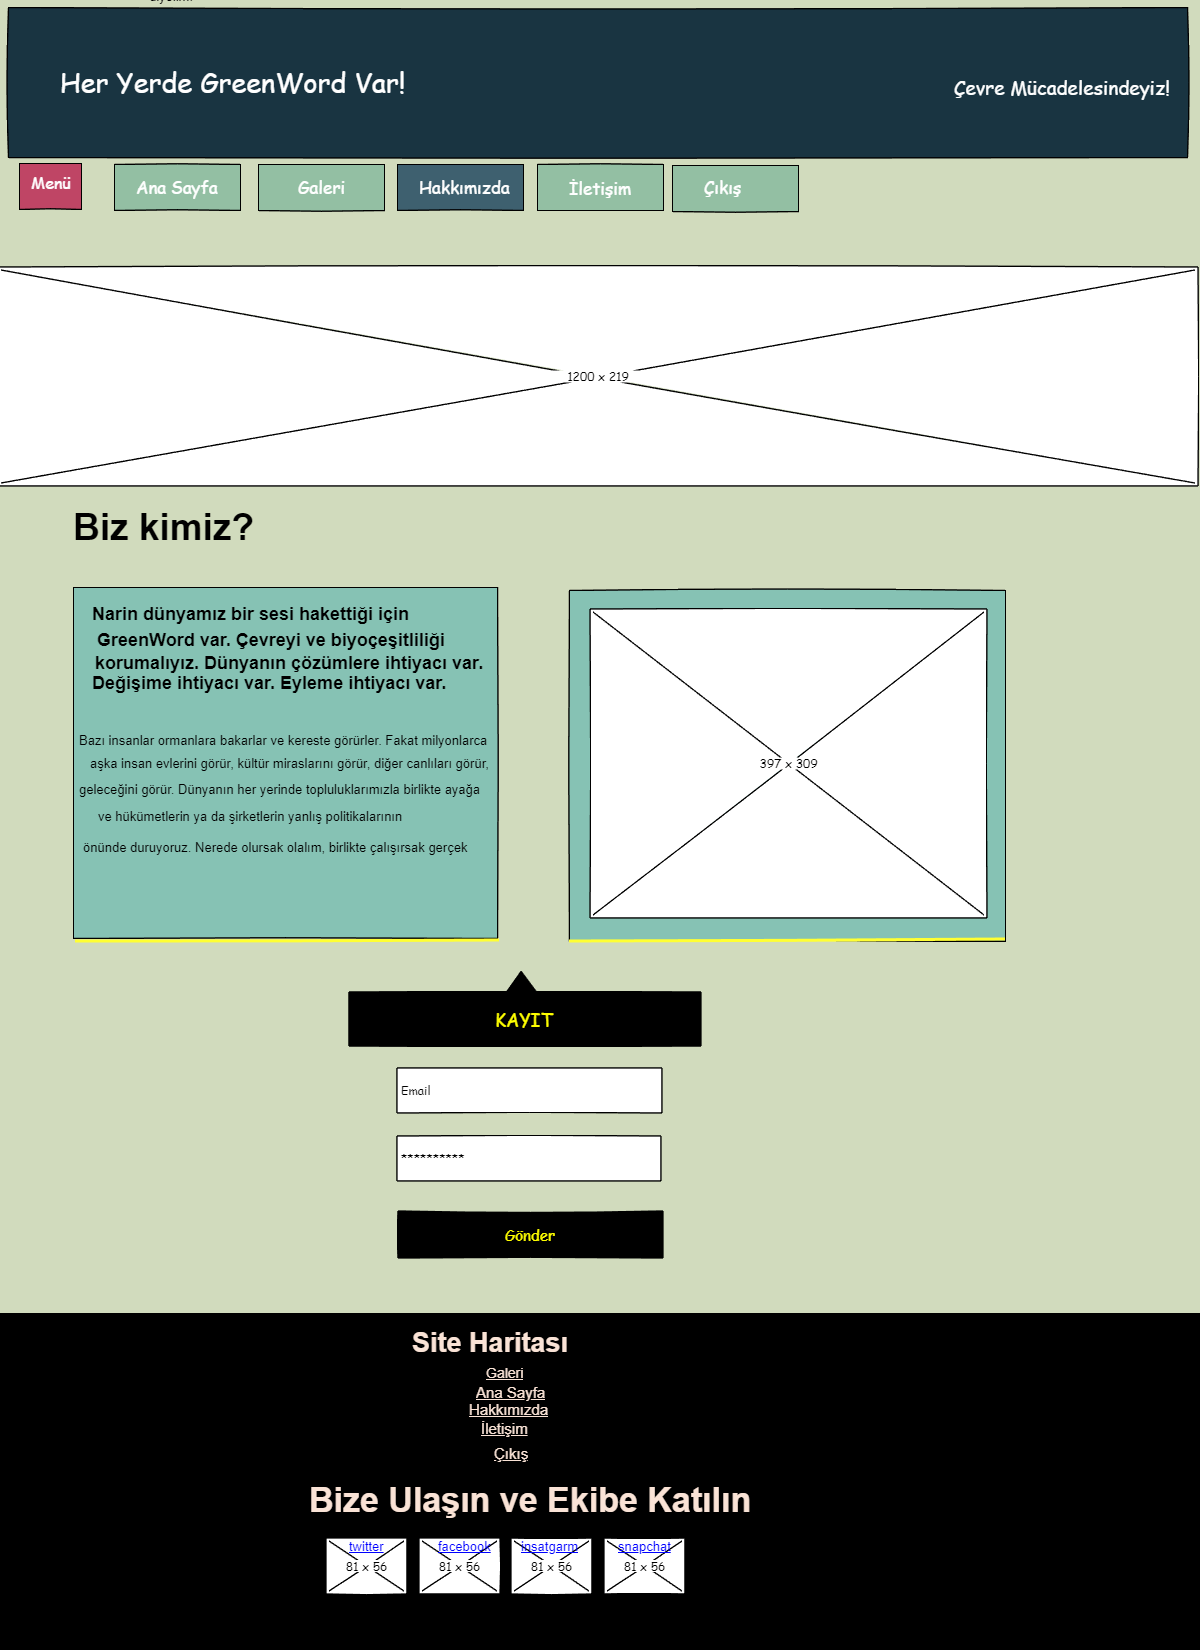 Her Yerde GreenWord Var!
Çevre Mücadelesindeyiz!
Menü
Ana Sayfa
Galeri
Hakkımızda
İletişim
Çıkış
1200 x 219
Biz kimiz?
Narin dünyamız bir sesi hakettiği için
GreenWord var. Çevreyi ve biyoçeşitliliği
korumalıyız. Dünyanın çözümlere ihtiyacı var.
Değişime ihtiyacı var. Eyleme ihtiyacı var.
Bazı insanlar ormanlara bakarlar ve kereste görürler. Fakat milyonlarca
aşka insan evlerini görür, kültür miraslarını görür, diğer canlıları görür,
geleceğini görür. Dünyanın her yerinde topluluklarımızla birlikte ayağa
ve hükümetlerin ya da şirketlerin yanlış politikalarının
önünde duruyoruz. Nerede olursak olalım, birlikte çalışırsak gerçek
397 x 309
KAYIT
Email
**********
Gönder
Site Haritası
Galeri
Ana Sayfa
Hakkımızda
İletişim
Çıkış
Bize Ulaşın ve Ekibe Katılın
twitter
81 x 56
facebook
81 x 56
insatgarm
81 x 56
snapchat
81 x 56